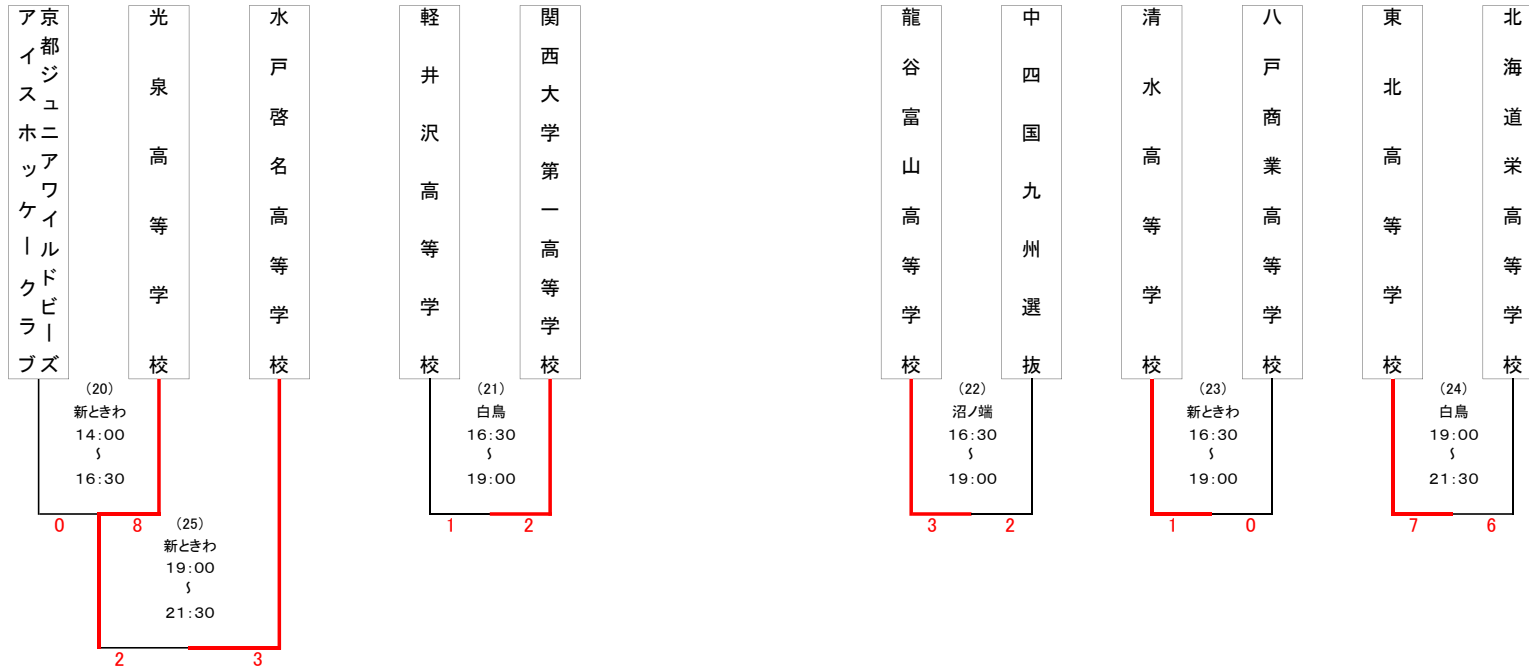 京都ジュニアワイルドビーズ
アイスホッケークラブ
光泉高等学校
水戸啓名高等学校
軽井沢高等学校
関西大学第一高等学校
龍谷富山高等学校
中四国九州選抜
清水高等学校
八戸商業高等学校
東北高等学校
北海道栄高等学校
(20)
新ときわ
14:00
～
16:30
0
8
(21)
白鳥
16:30
～
19:00
1
2
(22)
沼ノ端
16:30
～
19:00
3
2
(23)
新ときわ
16:30
～
19:00
1
0
(24)
白鳥
19:00
～
21:30
7
6
(25)
新ときわ
19:00
～
21:30
2
3